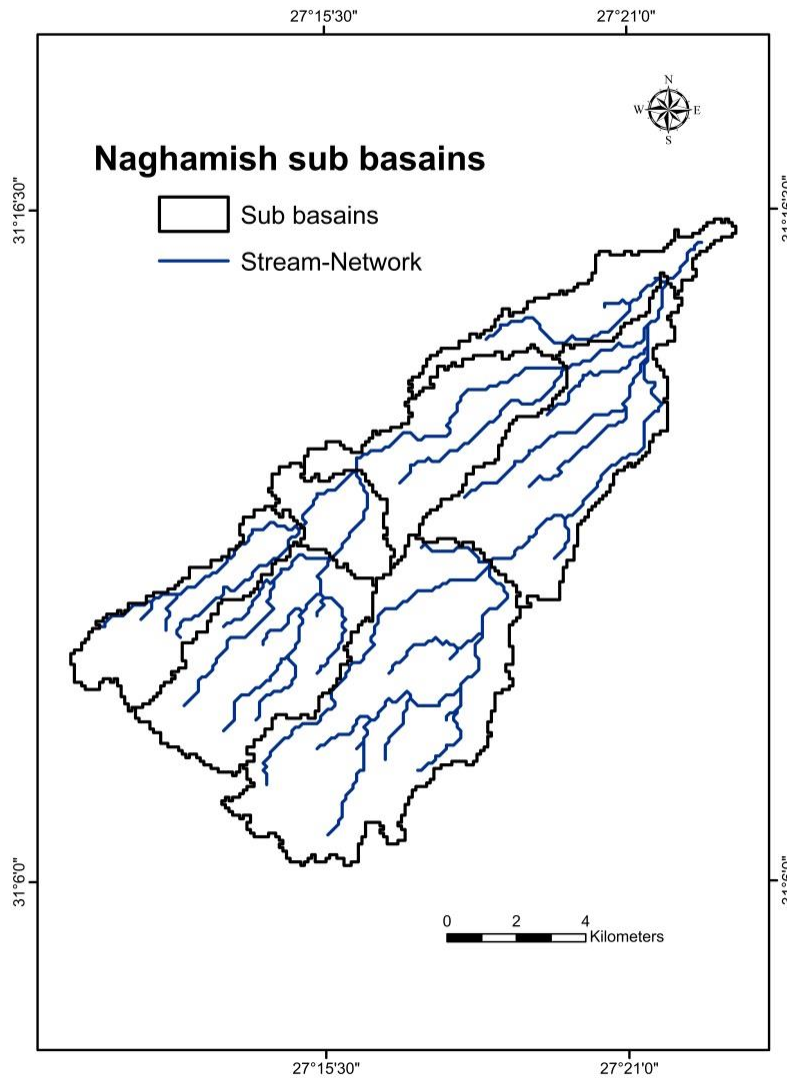 27°15'30" 27°21'0"
N
W E
S
Naghamish sub basains
31°16'30"
Sub basains
Stream-Network
31°6'0"
0 2 4
Kilometers
27°15'30" 27°21'0"